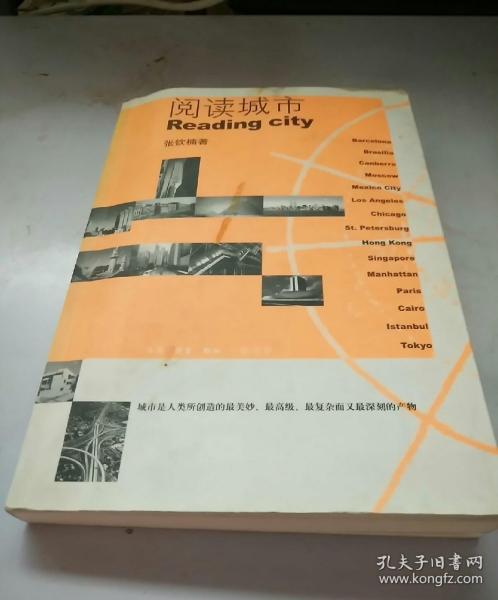 阅读城市
Reading city
张钦楠著
Barcelona
Brasilia
Canberra
Moscow
Mexico City
Los Angeles
Chicago
St. Petersburg
Hong Kong
Singapore
Manhattan
Paris
Cairo
Istanbul
Tokyo
城市是人类所创造的最美妙、最高级、最复杂而又最深刻的产物
孔夫子旧书网
www.kongfz.com